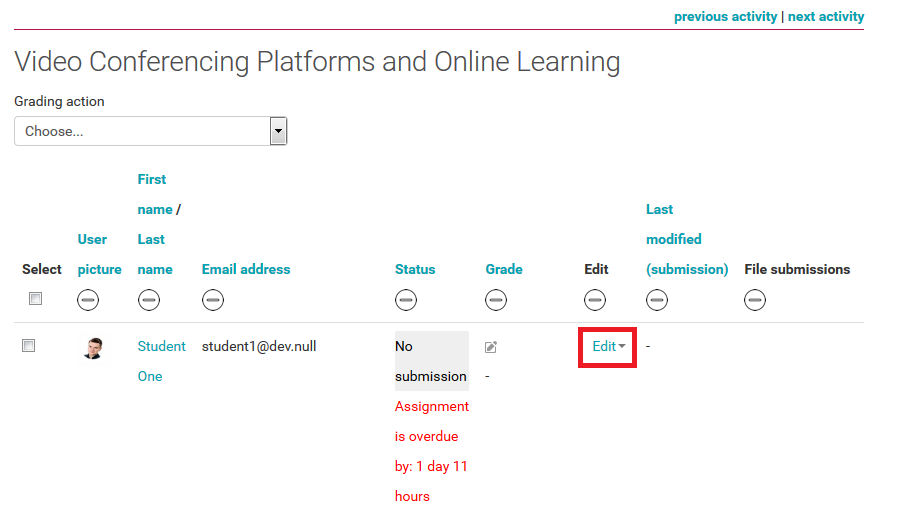 previous activity | next activity
Video Conferencing Platforms and Online Learning
Grading action
Choose...
Select
User
picture
First
name /
Last
name
Email address
Status
Grade
Edit
Last
modified
(submission)
File submissions
Student
One
student1@dev.null
No
submission
Assignment
is overdue
by: 1 day 11
hours
-
Edit
-